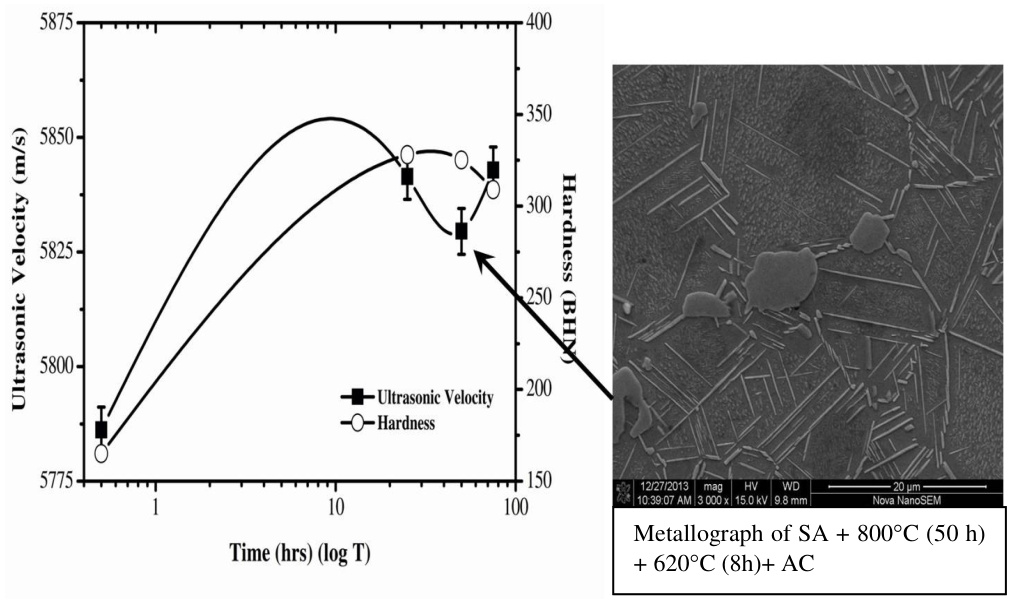 5875
5850
5825
5800
5775
Ultrasonic Velocity (m/s)
400
350
300
250
200
150
Hardness (BHN)
Ultrasonic Velocity
Hardness
1
10
100
Time (hrs) (log T)
12/27/2013 mag HV WD 20 µm
10:39:07 AM 3 000 x 15.0 kV 9.8 mm Nova NanoSEM
Metallograph of SA + 800°C (50 h)
+ 620°C (8h)+ AC